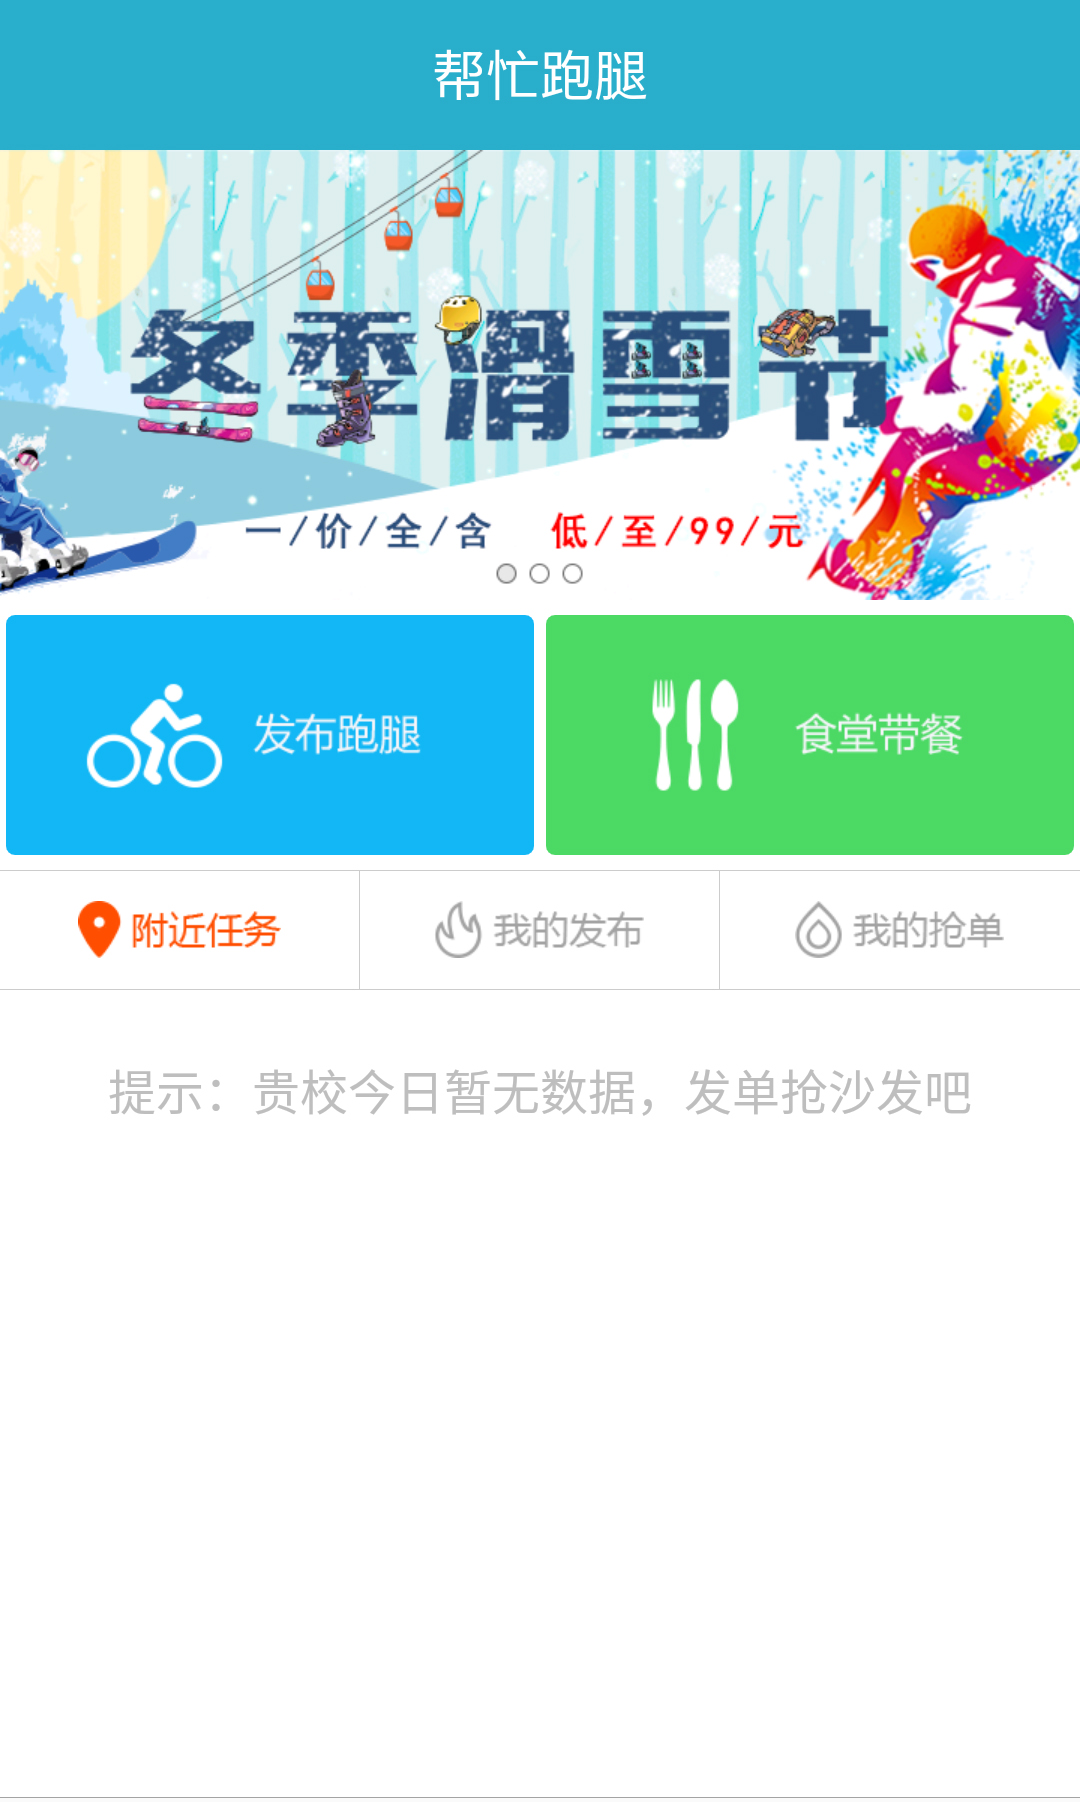 帮忙跑腿
冬季滑雪节
一/价/全/含 低/至/99/元
发布跑腿
食堂带餐
附近任务
我的发布
我的抢单
提示：贵校今日暂无数据，发单抢沙发吧